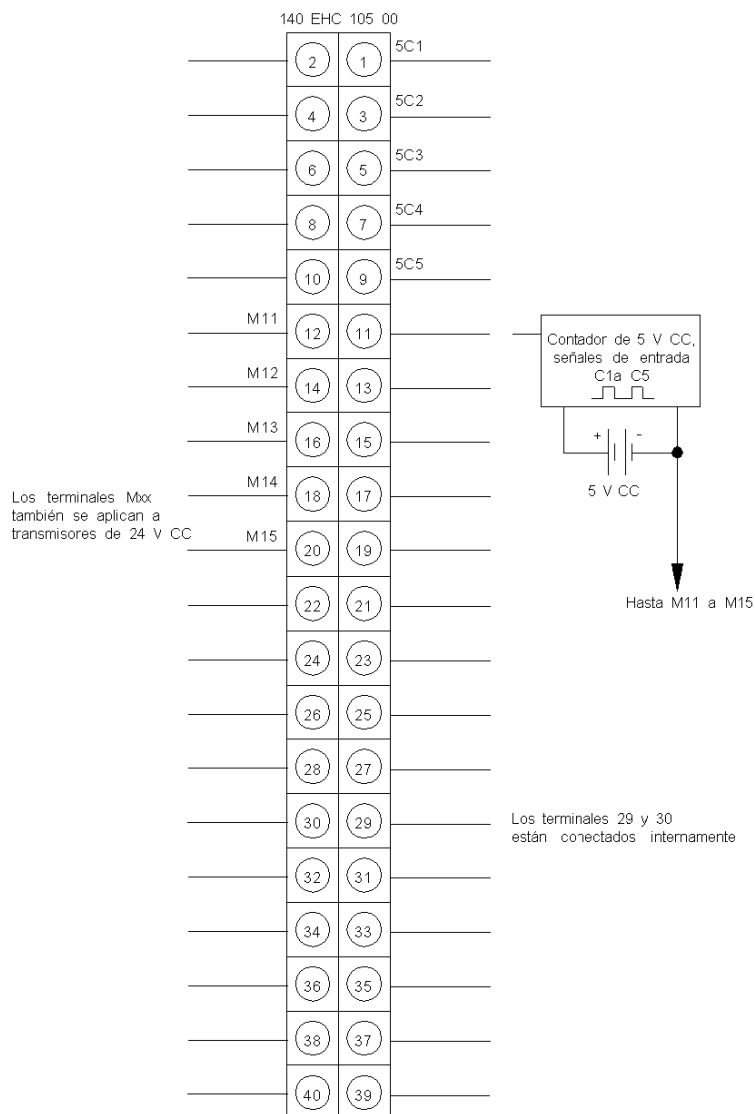 140 EHC 105 00
2 1 5C1
4 3 5C2
6 5 5C3
8 7 5C4
10 9 5C5
M11 12 11
M12 14 13
M13 16 15
M14 18 17
M15 20 19
22 21
24 23
26 25
28 27
30 29
32 31
34 33
36 35
38 37
40 39
Los terminales Mxx
también se aplican a
transmisores de 24 V CC
Contador de 5 V CC,
señales de entrada
C1a C5
+ -
5 V CC
Hasta M11 a M15
Los terminales 29 y 30
están conectados internamente